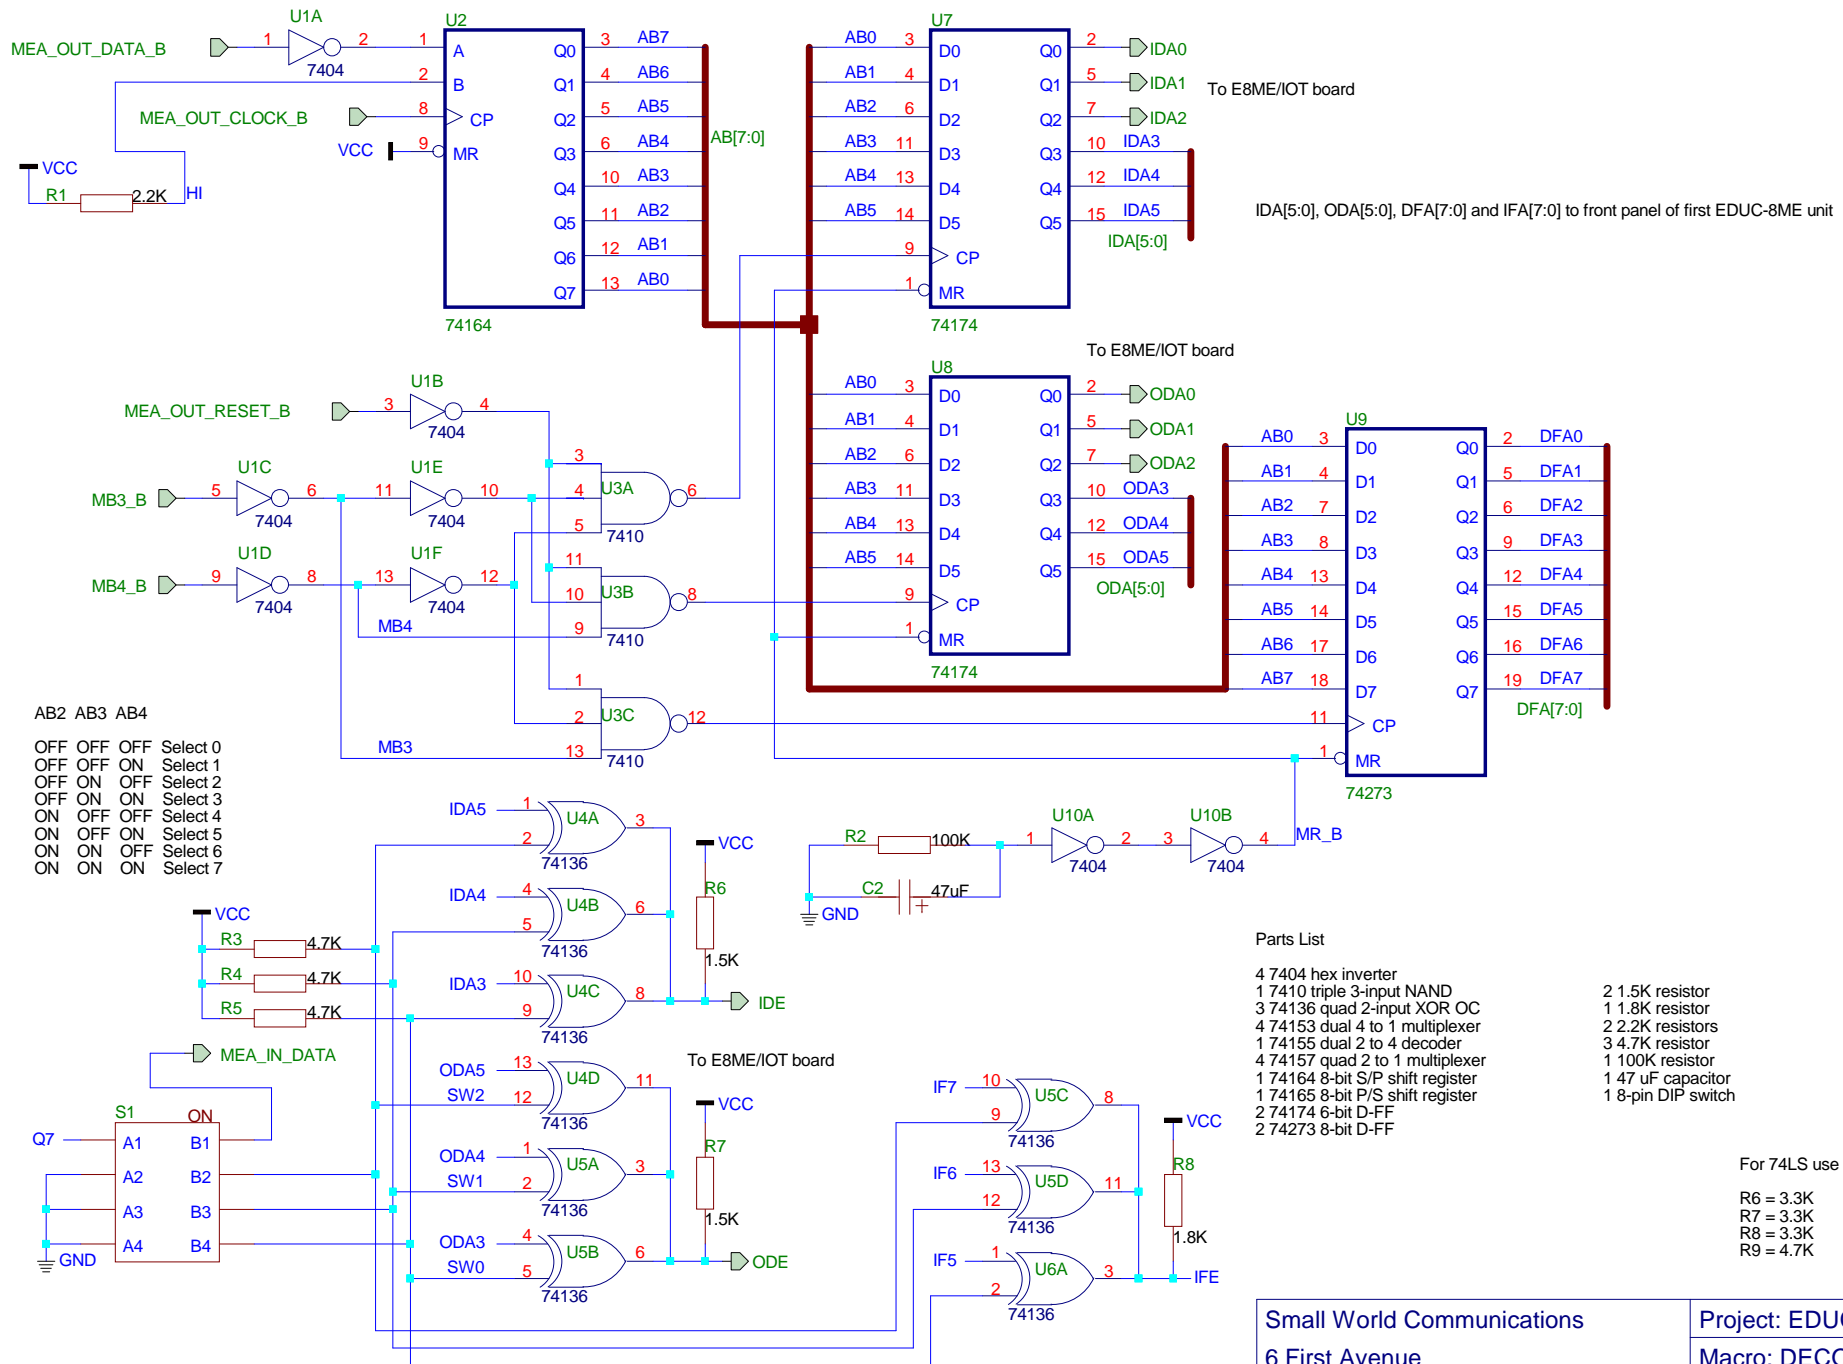 U1A
MEA_OUT_DATA_B 1 2 7404
U2
1 A Q0 3 AB7
2 B Q1 4 AB6
MEA_OUT_CLOCK_B 8 CP Q2 5 AB5
VCC 9 MR Q3 6 AB4
Q4 10 AB3
Q5 11 AB2
Q6 12 AB1
Q7 13 AB0
74164
AB[7:0]
VCC
R1 2.2K HI
U7
AB0 3 D0 Q0 2 IDA0
AB1 4 D1 Q1 5 IDA1
AB2 6 D2 Q2 7 IDA2
AB3 11 D3 Q3 10 IDA3
AB4 13 D4 Q4 12 IDA4
AB5 14 D5 Q5 15 IDA5
IDA[5:0]
9 CP
1 MR
74174
To E8ME/IOT board
IDA[5:0], ODA[5:0], DFA[7:0] and IFA[7:0] to front panel of first EDUC-8ME unit
To E8ME/IOT board
U8
AB0 3 D0 Q0 2 ODA0
AB1 4 D1 Q1 5 ODA1
AB2 6 D2 Q2 7 ODA2
AB3 11 D3 Q3 10 ODA3
AB4 13 D4 Q4 12 ODA4
AB5 14 D5 Q5 15 ODA5
ODA[5:0]
9 CP
1 MR
74174
U9
AB0 3 D0 Q0 2 DFA0
AB1 4 D1 Q1 5 DFA1
AB2 7 D2 Q2 6 DFA2
AB3 8 D3 Q3 9 DFA3
AB4 13 D4 Q4 12 DFA4
AB5 14 D5 Q5 15 DFA5
AB6 17 D6 Q6 16 DFA6
AB7 18 D7 Q7 19 DFA7
DFA[7:0]
11 CP
1 MR
74273
U1B
MEA_OUT_RESET_B 3 4 7404
U1C
MB3_B 5 6 7404
U1E
11 10 7404
U1D
MB4_B 9 8 7404
U1F
13 12 7404
MB4
MB3
3 4 5 U3A 6 7410
11 10 9 U3B 8 7410
1 2 13 U3C 12 7410
AB2 AB3 AB4
OFF OFF OFF Select 0
OFF OFF ON Select 1
OFF ON OFF Select 2
OFF ON ON Select 3
ON OFF OFF Select 4
ON OFF ON Select 5
ON ON OFF Select 6
ON ON ON Select 7
IDA5 1 2 U4A 3 74136
IDA4 4 5 U4B 6 74136
IDA3 10 9 U4C 8 74136
VCC
R6
1.5K
IDE
R2 100K
C2 47uF +
GND
U10A
1 2 7404
U10B
3 4 7404
MR_B
VCC
R3 4.7K
R4 4.7K
R5 4.7K
MEA_IN_DATA
S1 ON
Q7 A1 B1
A2 B2
A3 B3
A4 B4
GND
To E8ME/IOT board
ODA5 13
SW2 12 U4D 11 74136
ODA4 1
SW1 2 U5A 3 74136
ODA3 4
SW0 5 U5B 6 74136
VCC
R7
1.5K
ODE
IF7 10 9 U5C 8 74136
IF6 13 12 U5D 11 74136
IF5 1 2 U6A 3 74136
VCC
R8
1.8K
IFE
Parts List
4 7404 hex inverter
1 7410 triple 3-input NAND
3 74136 quad 2-input XOR OC
4 74153 dual 4 to 1 multiplexer
1 74155 dual 2 to 4 decoder
4 74157 quad 2 to 1 multiplexer
1 74164 8-bit S/P shift register
1 74165 8-bit P/S shift register
2 74174 6-bit D-FF
2 74273 8-bit D-FF
2 1.5K resistor
1 1.8K resistor
2 2.2K resistors
3 4.7K resistor
1 100K resistor
1 47 uF capacitor
1 8-pin DIP switch
For 74LS use
R6 = 3.3K
R7 = 3.3K
R8 = 3.3K
R9 = 4.7K
Small World Communications
6 First Avenue
Project:
Macro: